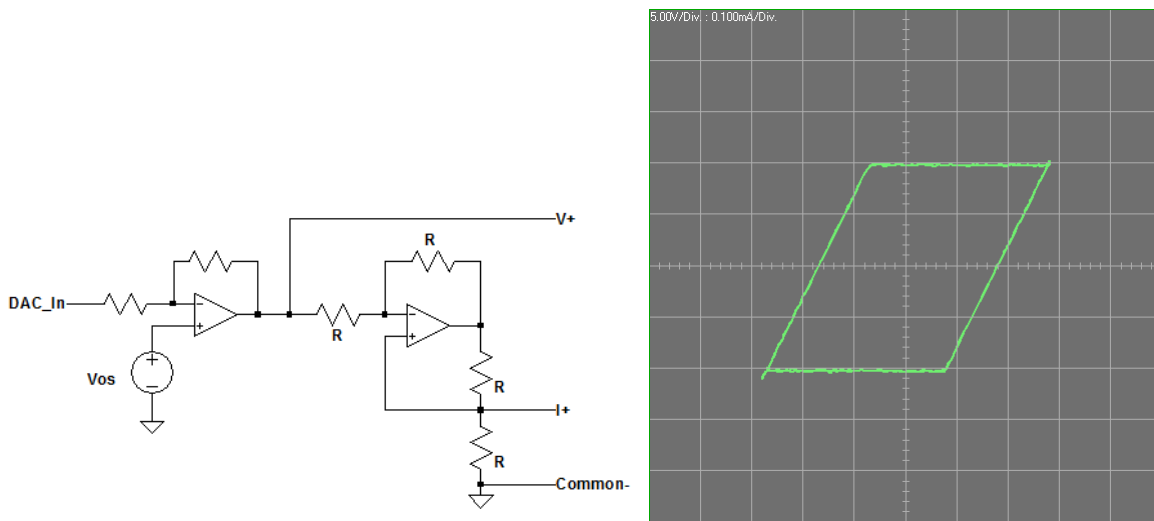 5.00V/Div. : 0.100mA/Div.
V+
R
DAC_In
R
R
Vos
I+
R
Common-